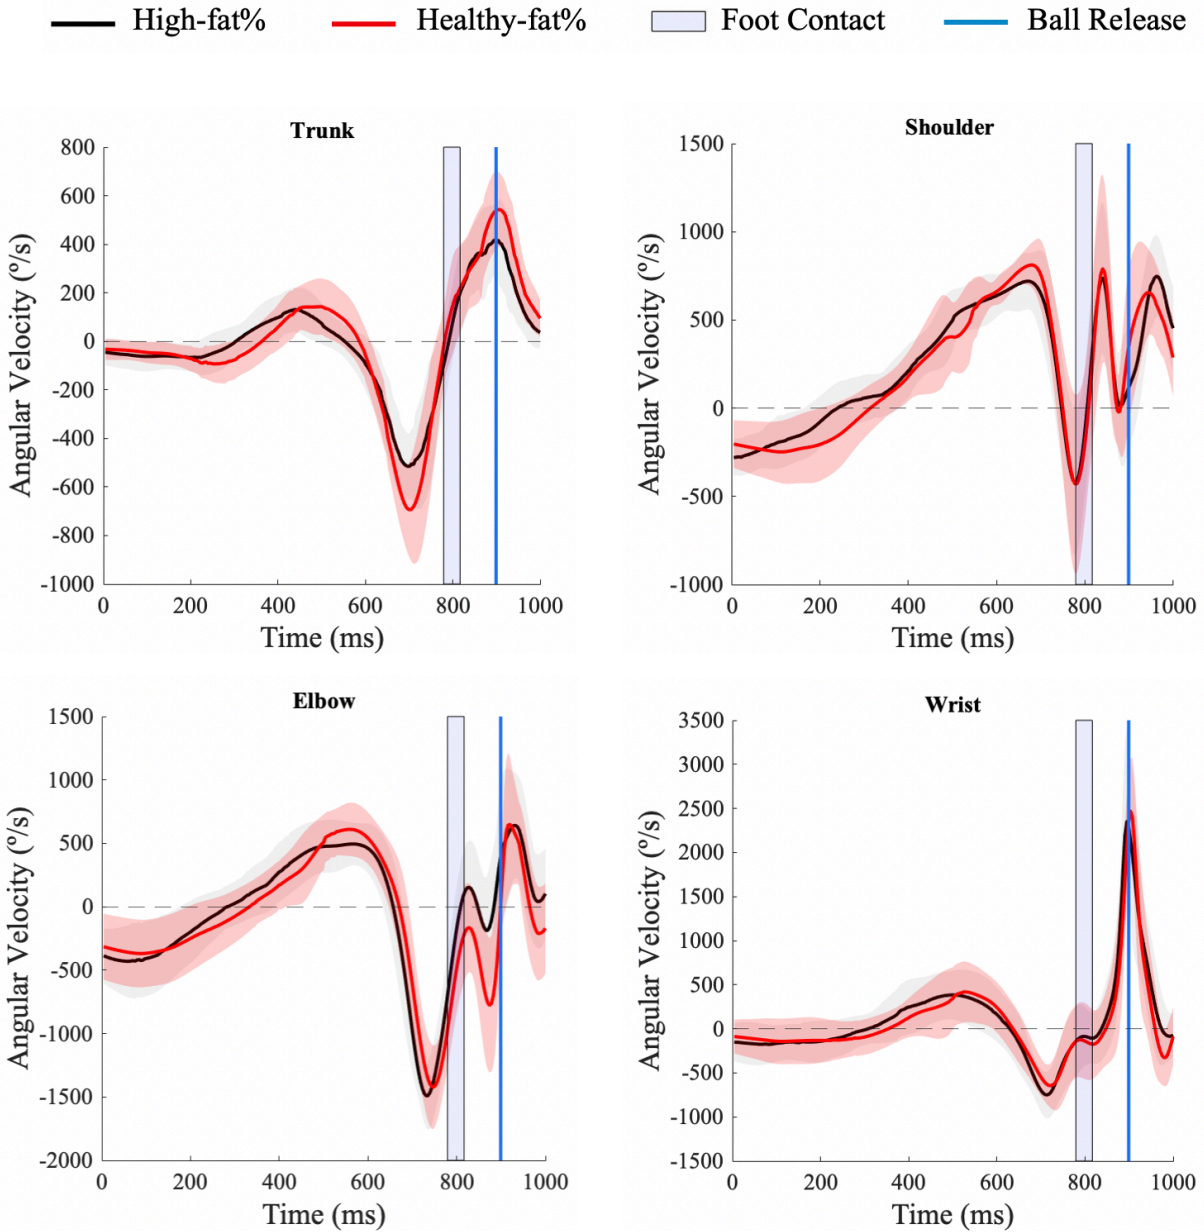 High-fat% Healthy-fat% Foot Contact Ball Release
Trunk
800
600
400
200
0
-200
-400
-600
-800
-1000
Angular Velocity (º/s)
0 200 400 600 800 1000
Time (ms)
Shoulder
1500
1000
500
0
-500
-1000
Angular Velocity (º/s)
0 200 400 600 800 1000
Time (ms)
Elbow
1500
1000
500
0
-500
-1000
-1500
-2000
Angular Velocity (º/s)
0 200 400 600 800 1000
Time (ms)
Wrist
3500
3000
2500
2000
1500
1000
500
0
-500
-1000
-1500
Angular Velocity (º/s)
0 200 400 600 800 1000
Time (ms)